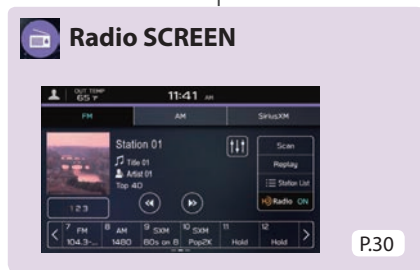 Radio SCREEN
OUT TEMP
65 °F
11:41 AM
FM AM SiriusXM
Station 01
Title 01
Artist 01
Top 40
Scan
Replay
Station List
HD Radio ON
1 2 3
7 FM 8 AM 9 SXM 10 SXM 11 12
104.3-... 1480 80s on 8 Pop2K Hold Hold
P.30